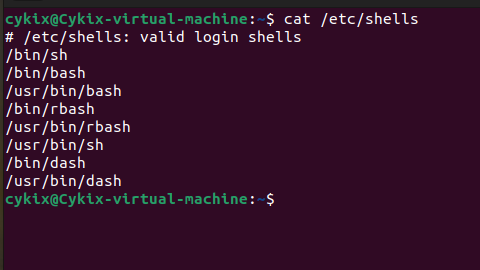 cykix@Cykix-virtual-machine:~$ cat /etc/shells
# /etc/shells: valid login shells
/bin/sh
/bin/bash
/usr/bin/bash
/bin/rbash
/usr/bin/rbash
/usr/bin/sh
/bin/dash
/usr/bin/dash
cykix@Cykix-virtual-machine:~$